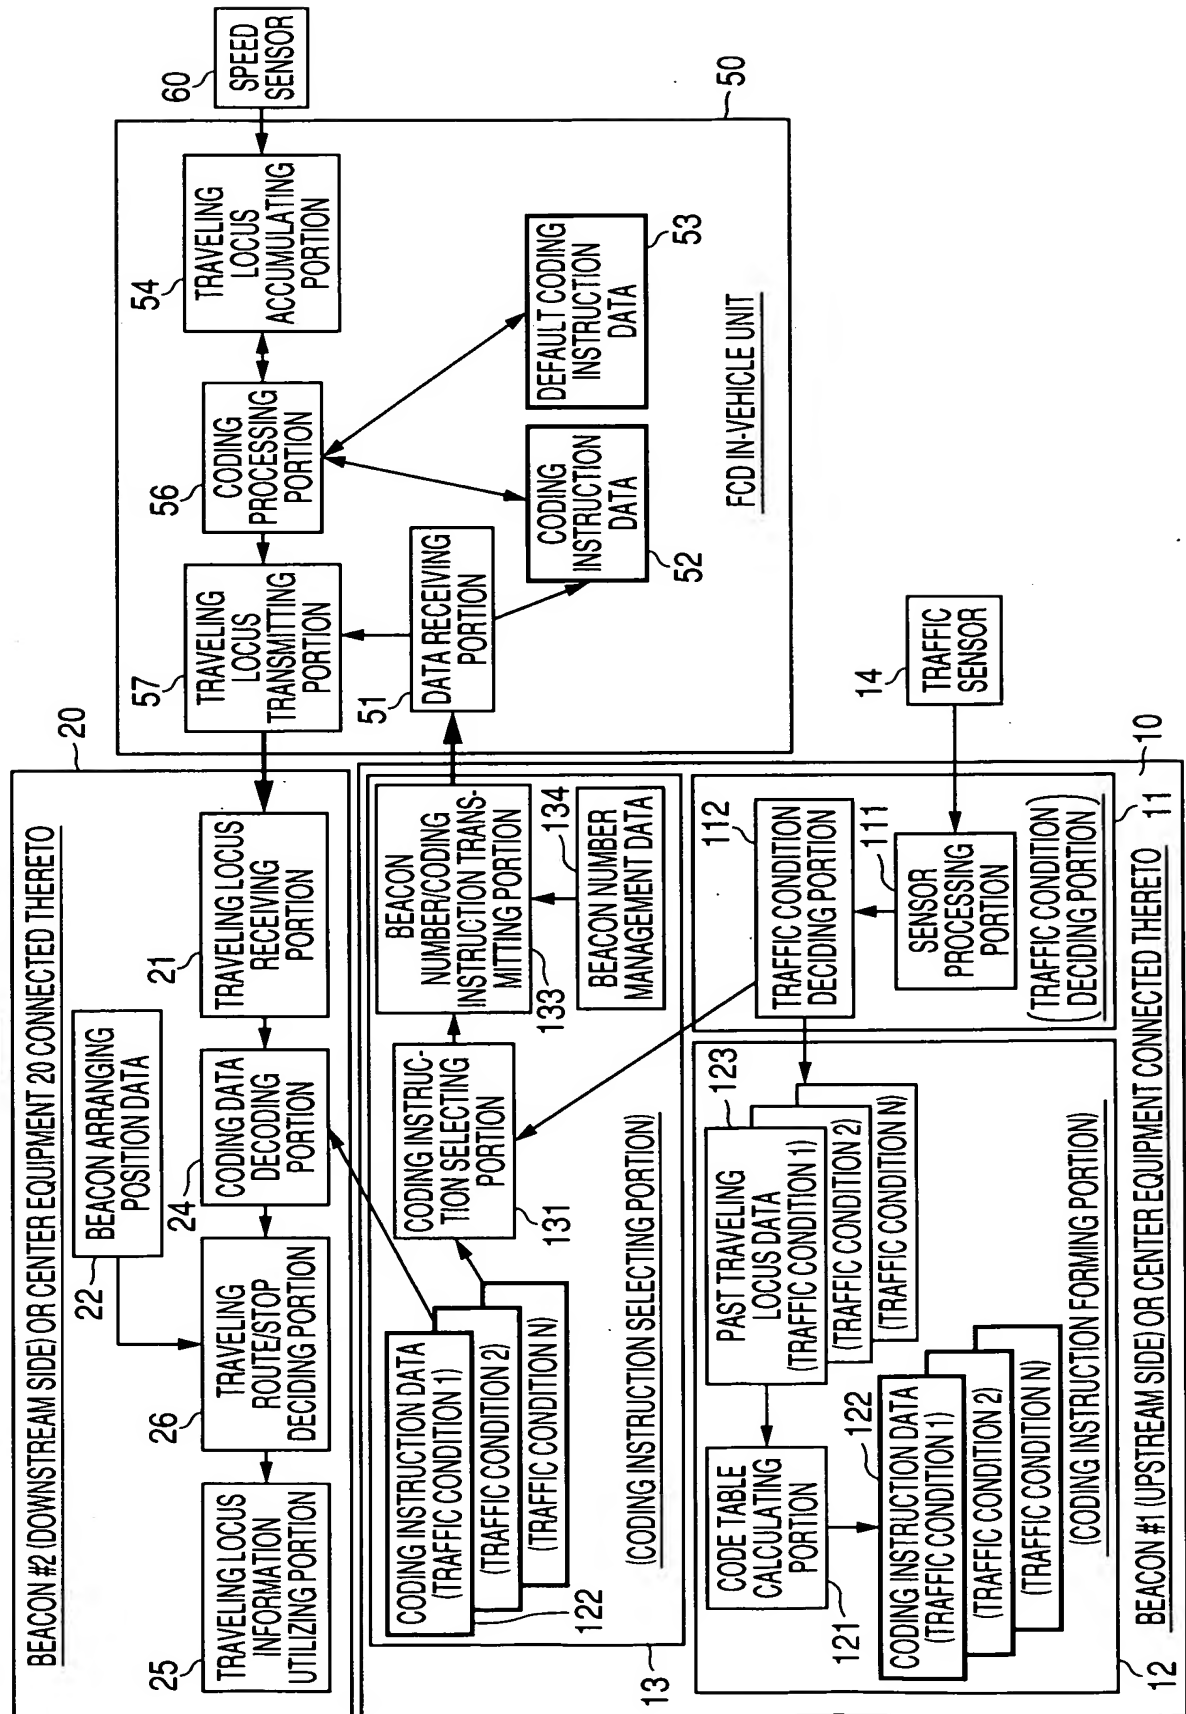 BEACON #2 (DOWNSTREAM SIDE) OR CENTER EQUIPMENT 20 CONNECTED THERETO
20
25
TRAVELING LOCUS
INFORMATION
UTILIZING PORTION
26
TRAVELING
ROUTE/STOP
DECIDING PORTION
22
BEACON ARRANGING
POSITION DATA
24
CODING DATA
DECODING
PORTION
21
TRAVELING LOCUS
RECEIVING
PORTION
57
TRAVELING
LOCUS
TRANSMITTING
PORTION
56
CODING
PROCESSING
PORTION
54
TRAVELING
LOCUS
ACCUMULATING
PORTION
60
SPEED
SENSOR
51
DATA RECEIVING
PORTION
CODING
INSTRUCTION
DATA
52
DEFAULT CODING
INSTRUCTION
DATA
53
FCD IN-VEHICLE UNIT
50
CODING INSTRUCTION DATA
(TRAFFIC CONDITION 1)
(TRAFFIC CONDITION 2)
(TRAFFIC CONDITION N)
122
CODING INSTRUC-
TION SELECTING
PORTION
131
BEACON
NUMBER/CODING
INSTRUCTION TRANS-
MITTING PORTION
133
BEACON NUMBER
MANAGEMENT DATA
134
(CODING INSTRUCTION SELECTING PORTION)
13
CODE TABLE
CALCULATING
PORTION
121
PAST TRAVELING
LOCUS DATA
(TRAFFIC CONDITION 1)
(TRAFFIC CONDITION 2)
(TRAFFIC CONDITION N)
123
CODING INSTRUCTION DATA
(TRAFFIC CONDITION 1)
(TRAFFIC CONDITION 2)
(TRAFFIC CONDITION N)
122
(CODING INSTRUCTION FORMING PORTION)
12
112
TRAFFIC CONDITION
DECIDING PORTION
111
SENSOR
PROCESSING
PORTION
(TRAFFIC CONDITION
DECIDING PORTION)
11
10
14
TRAFFIC
SENSOR
BEACON #1 (UPSTREAM SIDE) OR CENTER EQUIPMENT CONNECTED THERETO